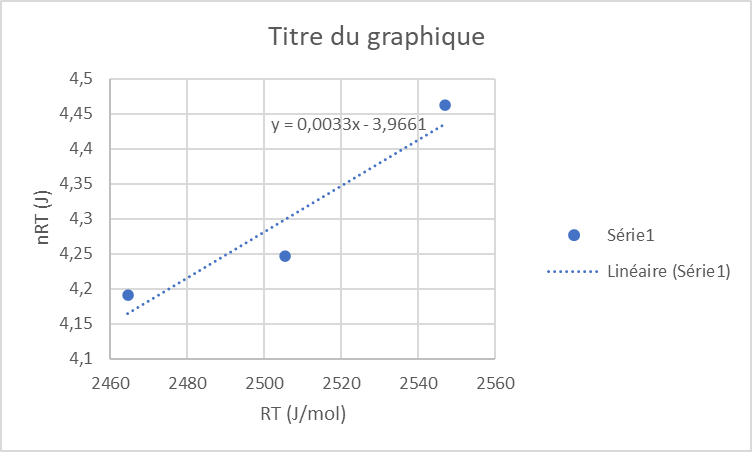 Titre du graphique
4,5
4,45
4,4
4,35
4,3
4,25
4,2
4,15
4,1
nRT (J)
y = 0,0033x - 3,9661
2460 2480 2500 2520 2540 2560
RT (J/mol)
Série1
Linéaire (Série1)